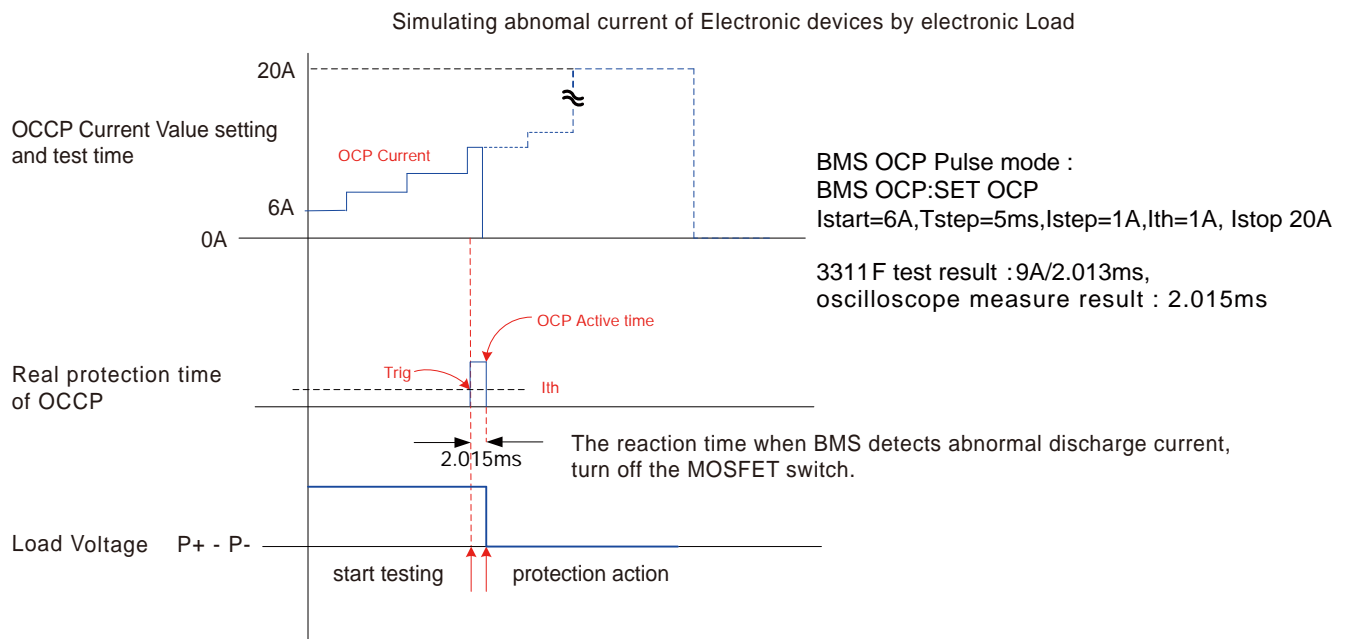 Simulating abnomal current of Electronic devices by electronic Load
20A
OCCP Current Value setting
and test time
OCP Current
6A
0A
BMS OCP Pulse mode :
BMS OCP:SET OCP
Istart=6A,Tstep=5ms,Istep=1A,Ith=1A, Istop 20A
3311F test result : 9A/2.013ms,
oscilloscope measure result : 2.015ms
OCP Active time
Real protection time
of OCCP
Trig
Ith
2.015ms
The reaction time when BMS detects abnormal discharge current,
turn off the MOSFET switch.
Load Voltage P+ - P-
start testing
protection action